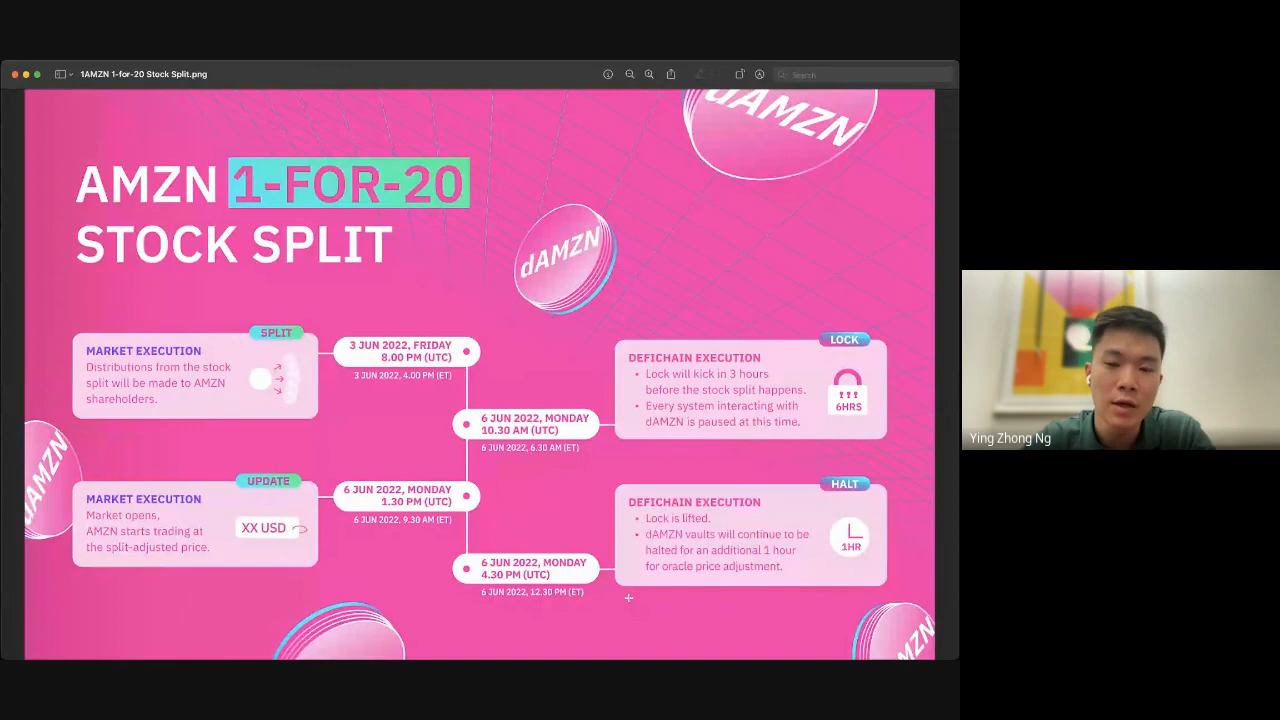 1AMZN 1-for-20 Stock Split.png
Search
dAMZN
AMZN 1-FOR-20
STOCK SPLIT
dAMZN
SPLIT
MARKET EXECUTION
Distributions from the stock
split will be made to AMZN
shareholders.
3 JUN 2022, FRIDAY
8.00 PM (UTC)
3 JUN 2022, 4.00 PM (ET)
LOCK
DEFICHAIN EXECUTION
• Lock will kick in 3 hours
before the stock split happens.
• Every system interacting with
dAMZN is paused at this time.
6HRS
6 JUN 2022, MONDAY
10.30 AM (UTC)
6 JUN 2022, 6.30 AM (ET)
dAMZN
UPDATE
MARKET EXECUTION
Market opens,
AMZN starts trading at
the split-adjusted price.
XX USD
6 JUN 2022, MONDAY
1.30 PM (UTC)
6 JUN 2022, 9.30 AM (ET)
HALT
DEFICHAIN EXECUTION
• Lock is lifted.
• dAMZN vaults will continue to be
halted for an additional 1 hour
for oracle price adjustment.
1HR
6 JUN 2022, MONDAY
4.30 PM (UTC)
6 JUN 2022, 12.30 PM (ET)
AMZN
Ying Zhong Ng